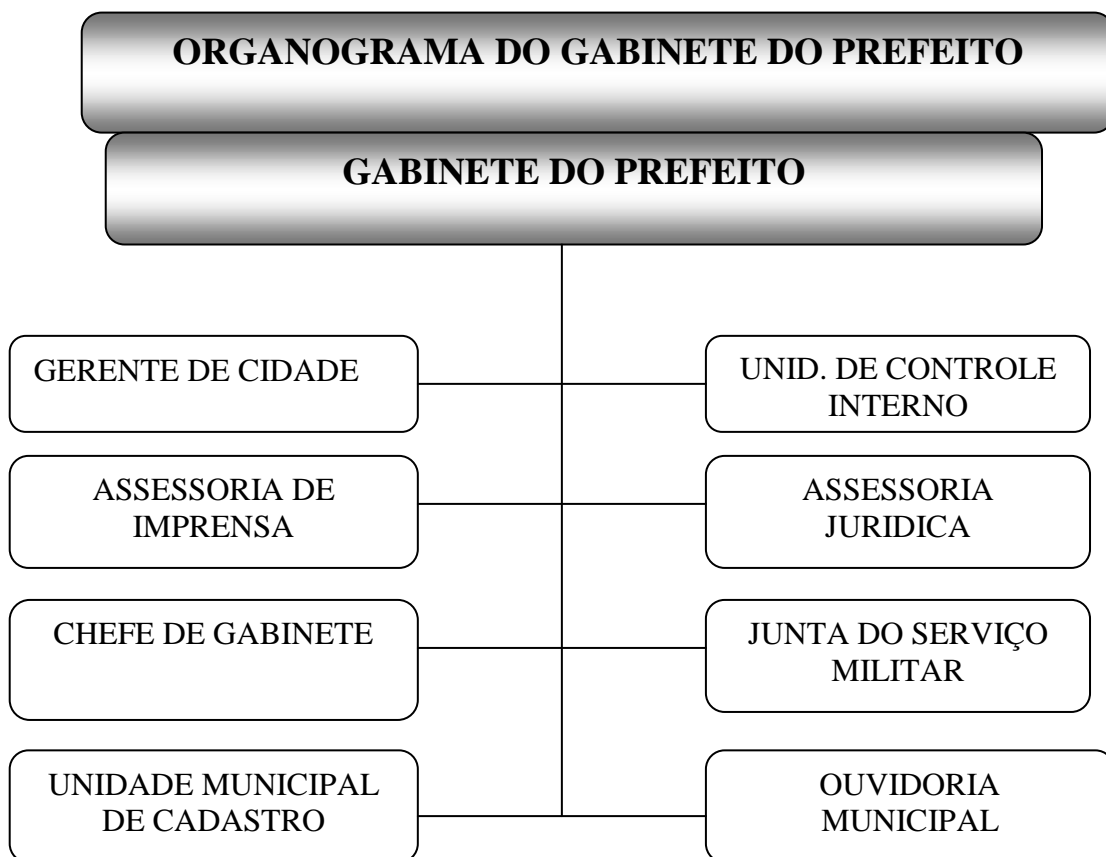 ORGANOGRAMA DO GABINETE DO PREFEITO
GABINETE DO PREFEITO
GERENTE DE CIDADE
UNID. DE CONTROLE
INTERNO
ASSESSORIA DE
IMPRENSA
ASSESSORIA
JURIDICA
CHEFE DE GABINETE
JUNTA DO SERVIÇO
MILITAR
UNIDADE MUNICIPAL
DE CADASTRO
OUVIDORIA
MUNICIPAL